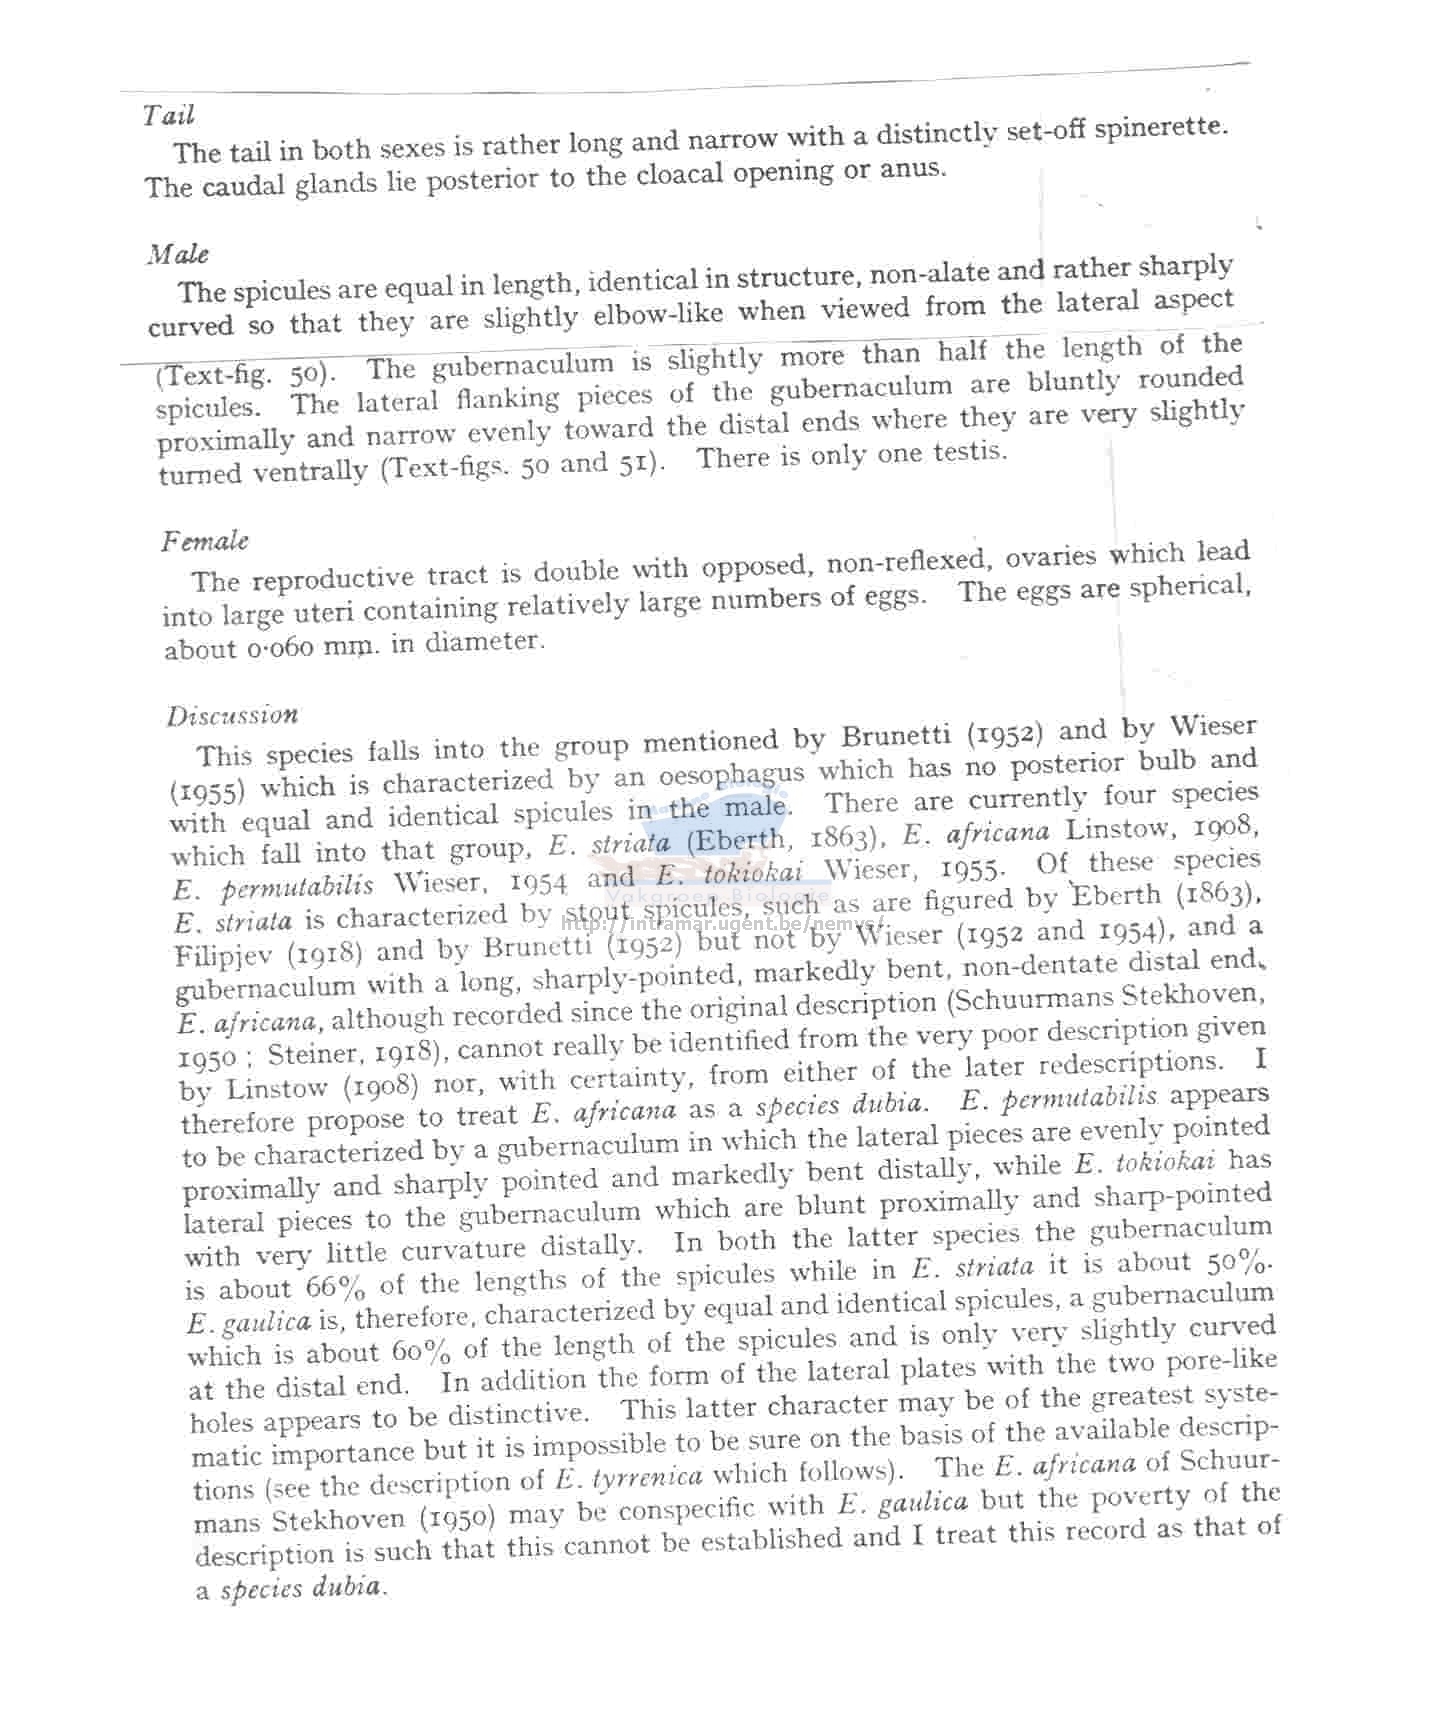 Tail
The tail in both sexes is rather long and narrow with a distinctly set-off spinerette.
The caudal glands lie posterior to the cloacal opening or anus.
Male
The spicules are equal in length, identical in structure, non-alate and rather sharply
curved so that they are slightly elbow-like when viewed from the lateral aspect
(Text-fig. 50). The gubernaculum is slightly more than half the length of the
spicules. The lateral flanking pieces of the gubernaculum are bluntly rounded
proximally and narrow evenly toward the distal ends where they are very slightly
turned ventrally (Text-figs. 50 and 51). There is only one testis.
Female
The reproductive tract is double with opposed, non-reflexed, ovaries which lead
into large uteri containing relatively large numbers of eggs. The eggs are spherical,
about 0·060 mm. in diameter.
Discussion
This species falls into the group mentioned by Brunetti (1952) and by Wieser
(1955) which is characterized by an oesophagus which has no posterior bulb and
with equal and identical spicules in the male. There are currently four species
which fall into that group, E. striata (Eberth, 1863), E. africana Linstow, 1908,
E. permutabilis Wieser, 1954 and E. tokiokai Wieser, 1955. Of these species
E. striata is characterized by stout spicules, such as are figured by Eberth (1863),
Filipjev (1918) and by Brunetti (1952) but not by Wieser (1952 and 1954), and a
gubernaculum with a long, sharply-pointed, markedly bent, non-dentate distal end.
E. africana, although recorded since the original description (Schuurmans Stekhoven,
1950 ; Steiner, 1918), cannot really be identified from the very poor description given
by Linstow (1908) nor, with certainty, from either of the later redescriptions. I
therefore propose to treat E. africana as a species dubia. E. permutabilis appears
to be characterized by a gubernaculum in which the lateral pieces are evenly pointed
proximally and sharply pointed and markedly bent distally, while E. tokiokai has
lateral pieces to the gubernaculum which are blunt proximally and sharp-pointed
with very little curvature distally. In both the latter species the gubernaculum
is about 66% of the lengths of the spicules while in E. striata it is about 50%.
E. gaulica is, therefore, characterized by equal and identical spicules, a gubernaculum
which is about 60% of the length of the spicules and is only very slightly curved
at the distal end. In addition the form of the lateral plates with the two pore-like
holes appears to be distinctive. This latter character may be of the greatest syste-
matic importance but it is impossible to be sure on the basis of the available descrip-
tions (see the description of E. tyrrenica which follows). The E. africana of Schuur-
mans Stekhoven (1950) may be conspecific with E. gaulica but the poverty of the
description is such that this cannot be established and I treat this record as that of
a species dubia.
Vakgroep Biologie
http://intramar.ugent.be/nemys/